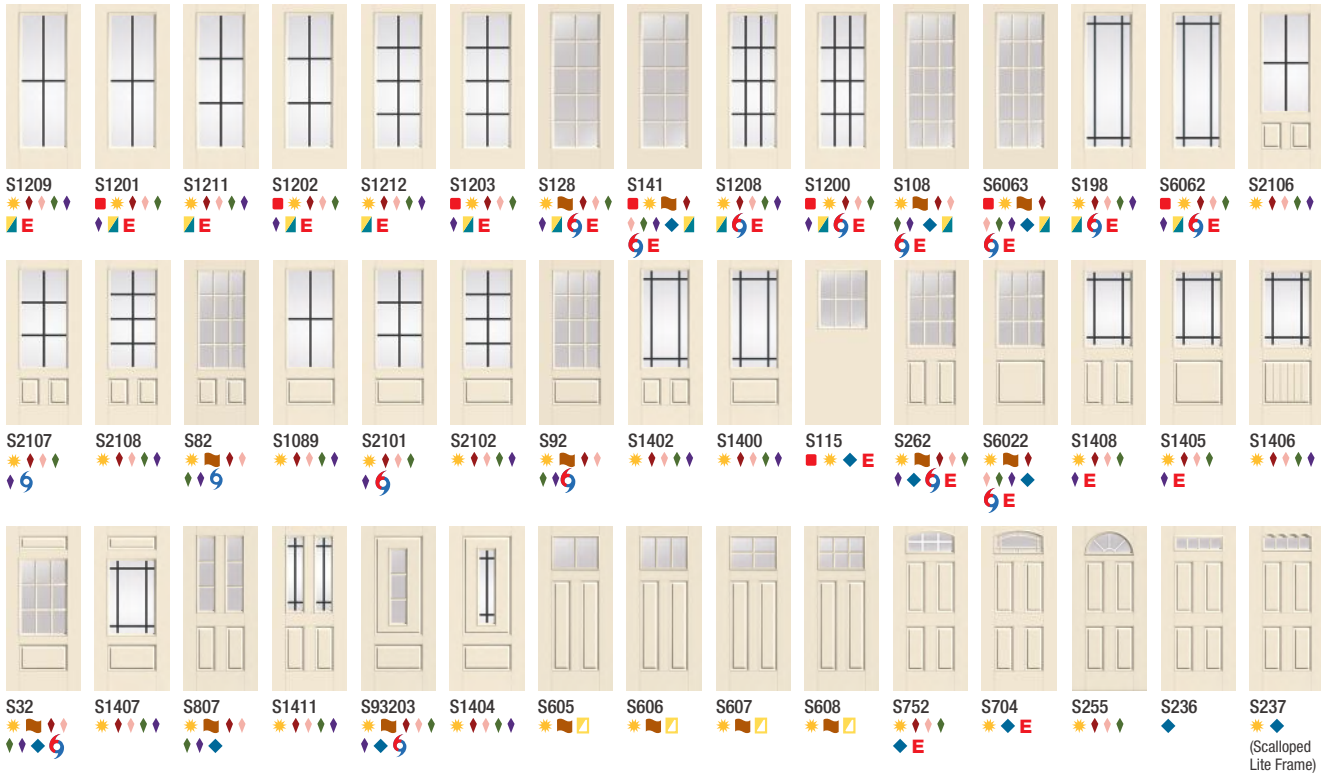 S1209 S1201 S1211 S1202 S1212 S1203 S128 S141 S1208 S1200 S108 S6063 S198 S6062 S2106
E E E E E E E E E E E E E E
S2107 S2108 S82 S1089 S2101 S2102 S92 S1402 S1400 S115 S262 S6022 S1408 S1405 S1406
E E E E E
S32 S1407 S807 S1411 S93203 S1404 S605 S606 S607 S608 S752 S704 S255 S236 S237
E E
(Scalloped
Lite Frame)